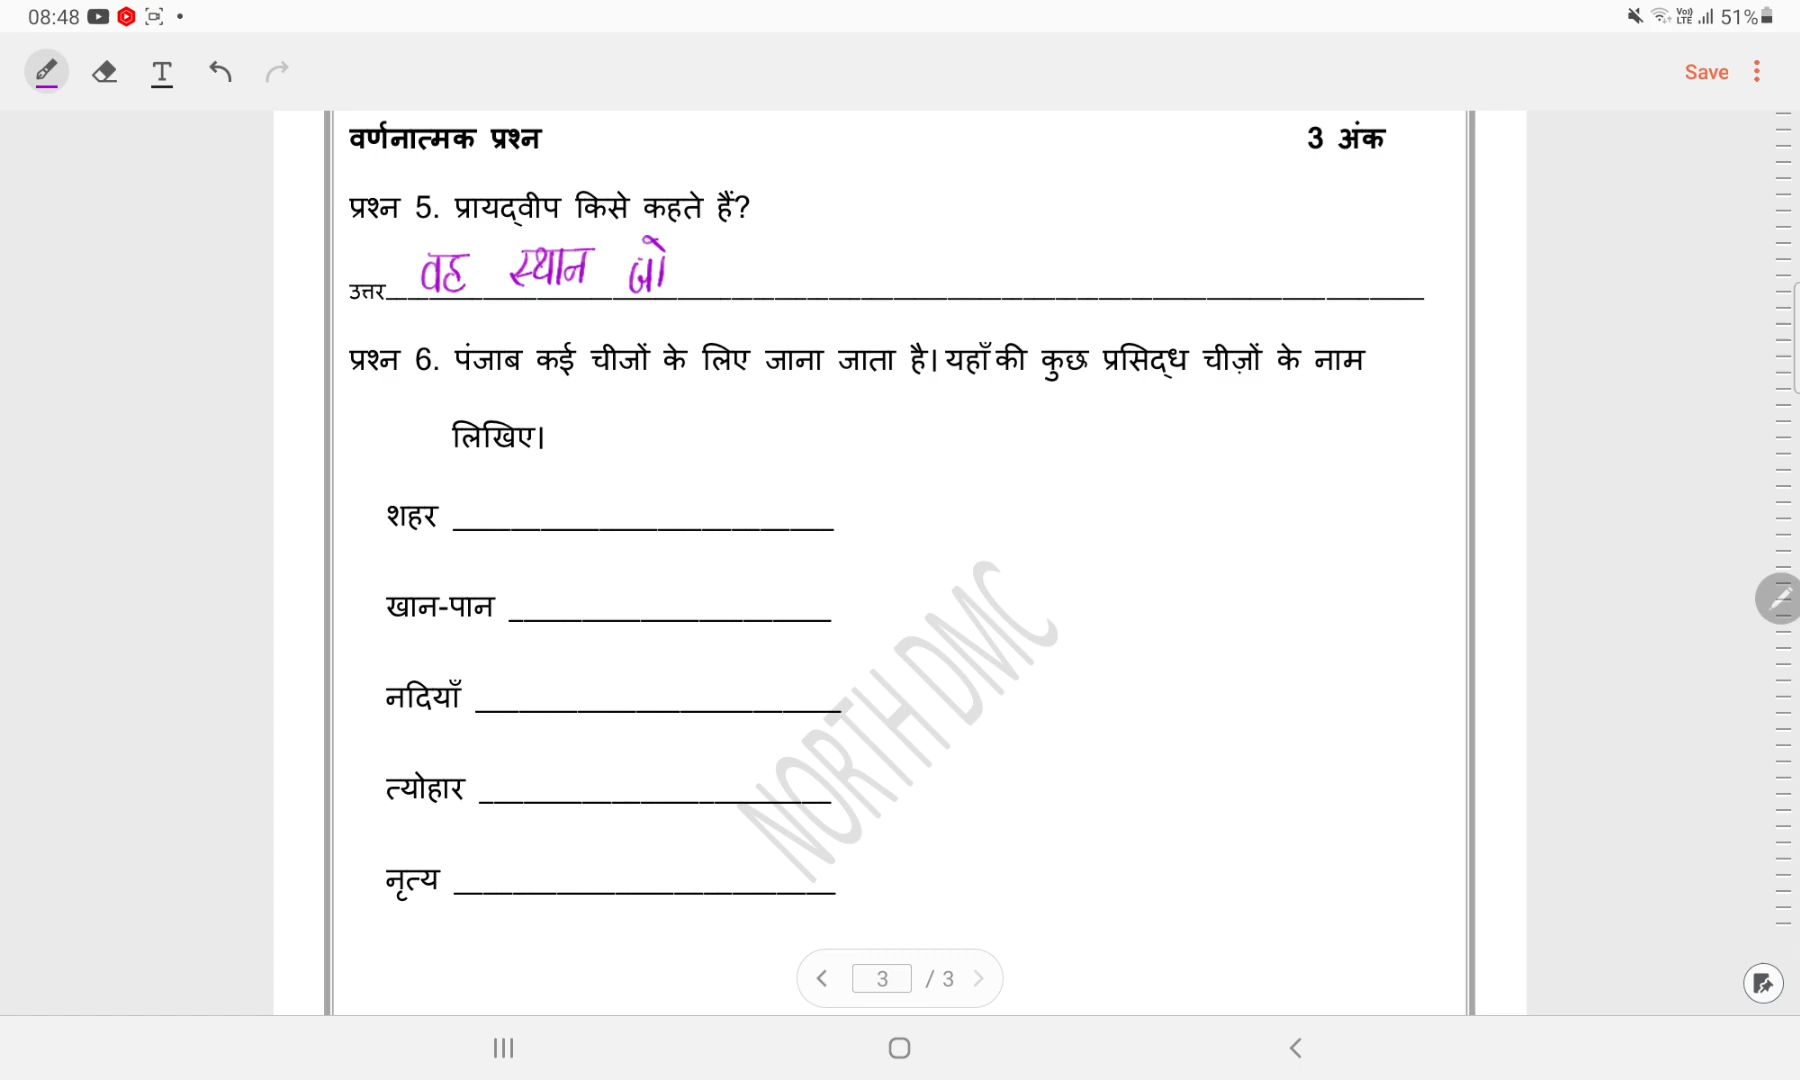 08:48 51%
Save
वर्णनात्मक प्रश्न 3 अंक
प्रश्न 5. प्रायद्वीप किसे कहते हैं?
वह स्थान जो
उत्तर
प्रश्न 6. पंजाब कई चीजों के लिए जाना जाता है। यहाँ की कुछ प्रसिद्ध चीज़ों के नाम
लिखिए।
शहर
खान-पान
नदियाँ
त्योहार
नृत्य
NORTH DMC
3 / 3